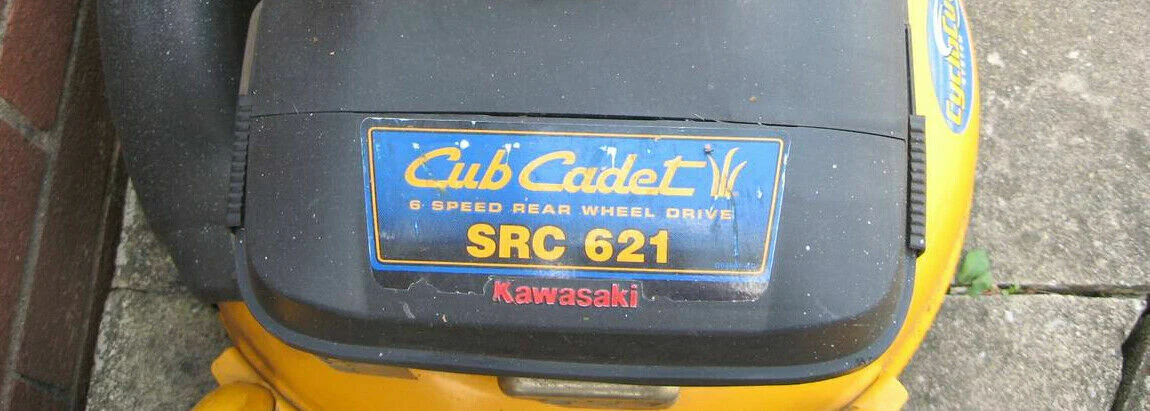 Cub Cadet
6 SPEED REAR WHEEL DRIVE
SRC 621
Kawasaki